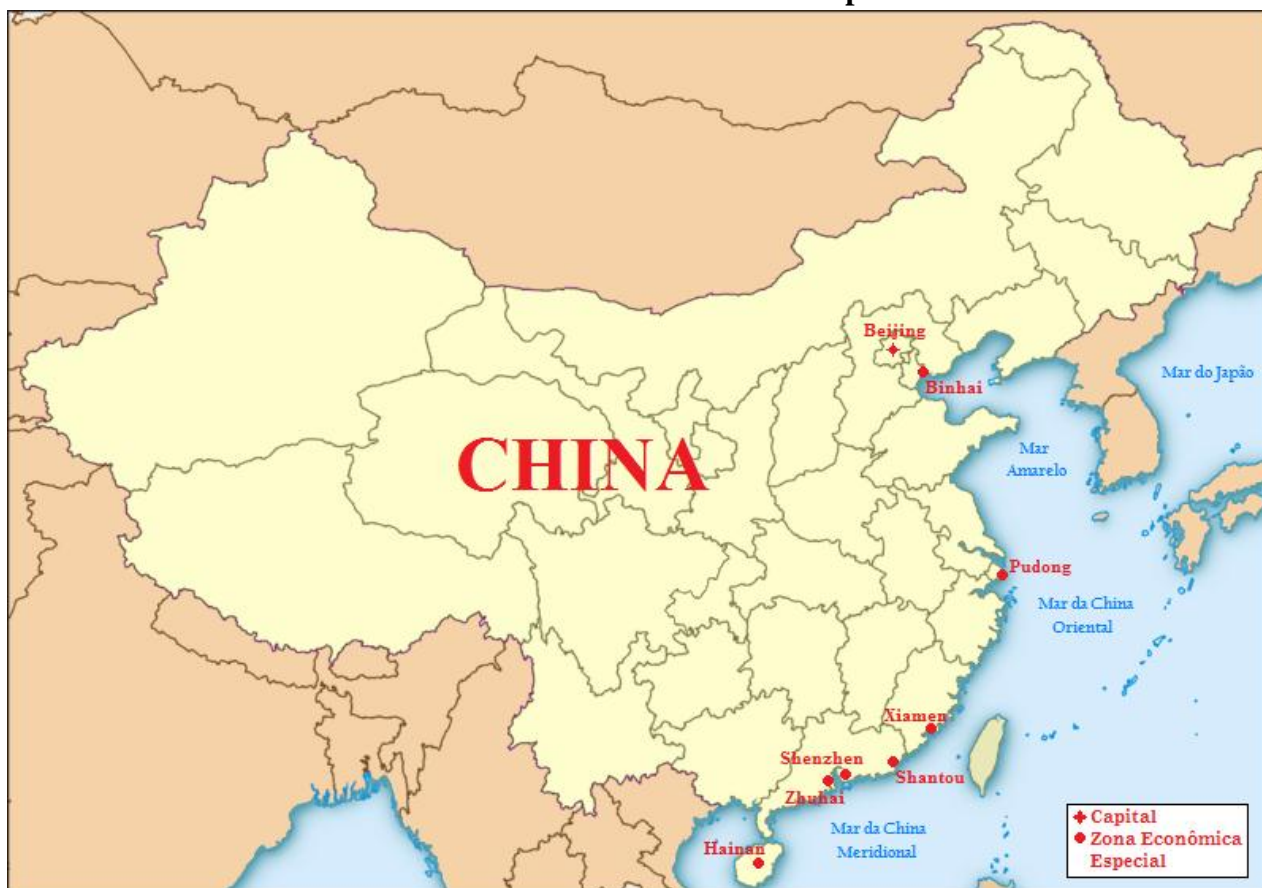 Beijing
Binhai
Mar do Japão
CHINA
Mar
Amarelo
Pudong
Mar da China
Oriental
Xiamen
Shenzhen
Shantou
Zhuhai
Mar da China
Meridional
Hainan
Capital
Zona Econômica
Especial